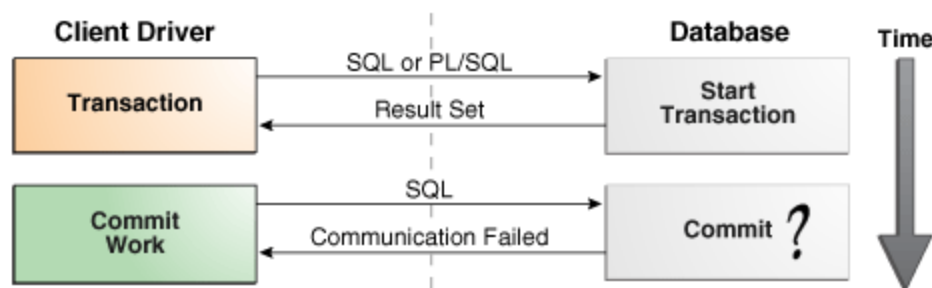 Client Driver
Database
Time
SQL or PL/SQL
Transaction
Start
Transaction
Result Set
SQL
Commit
Work
Commit ?
Communication Failed